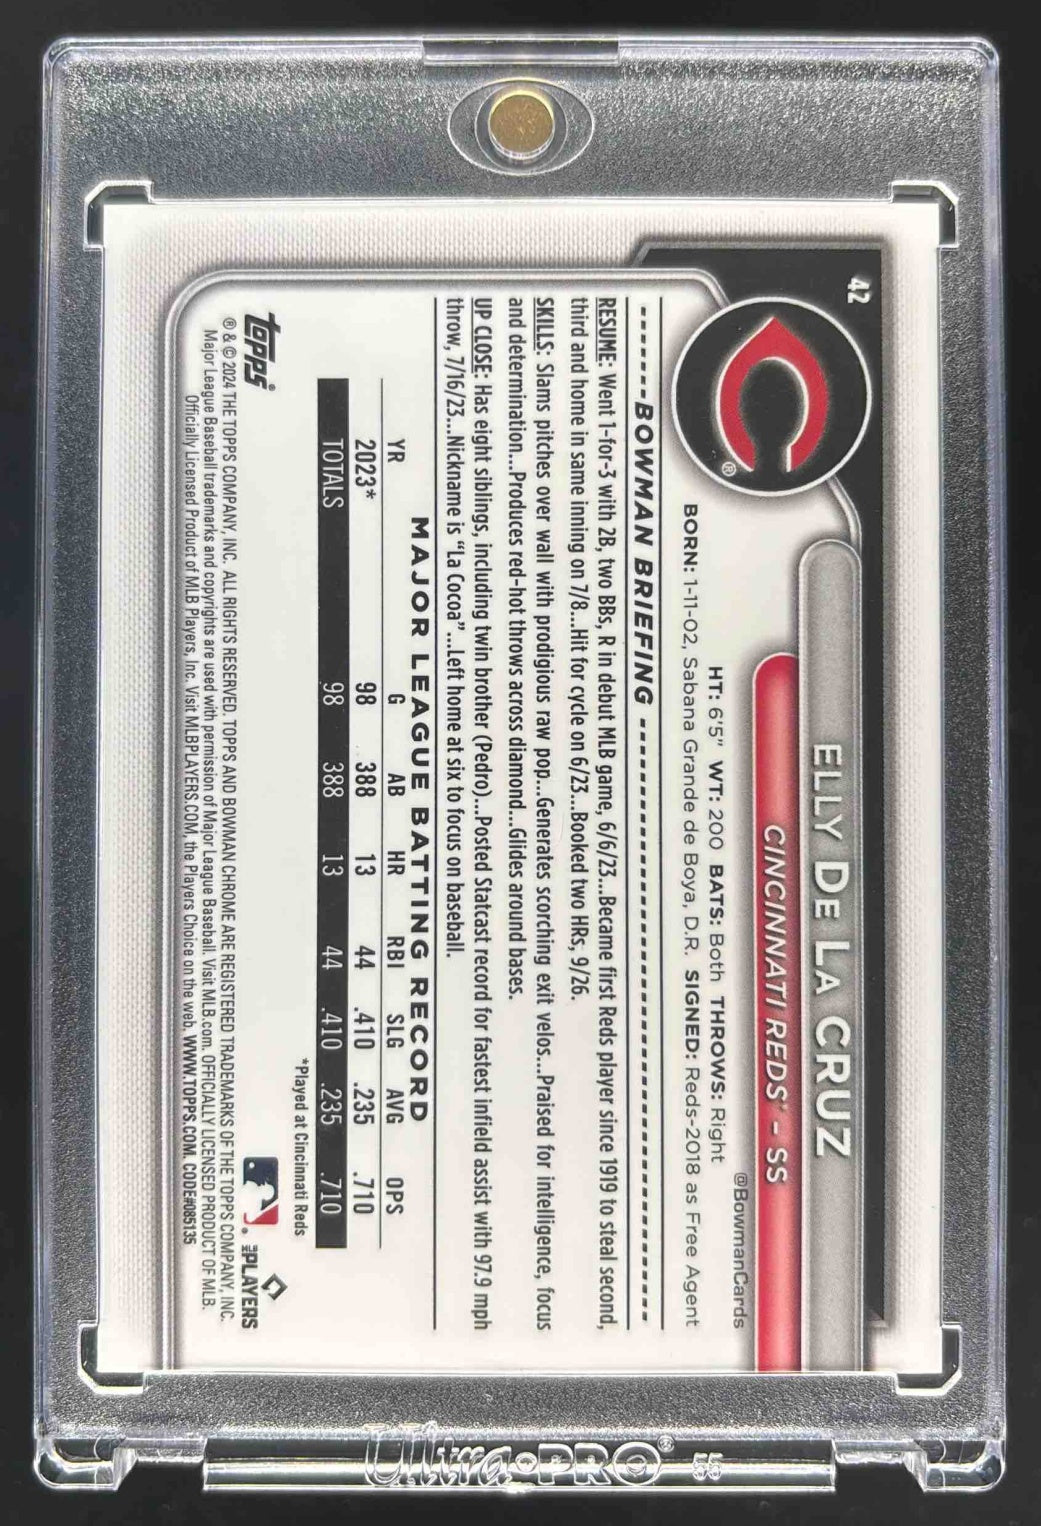 42
ELLY DE LA CRUZ
CINCINNATI REDS® - SS
@BowmanCards
HT: 6'5" WT: 200 BATS: Both THROWS: Right
BORN: 1-11-02, Sabana Grande de Boya, D.R. SIGNED: Reds-2018 as Free Agent
®
------BOWMAN BRIEFING------
RESUME: Went 1-for-3 with 2B, two BBs, R in debut MLB game, 6/6/23...Became first Reds player since 1919 to steal second,
third and home in same inning on 7/8...Hit for cycle on 6/23...Booked two HRs, 9/26.
SKILLS: Slams pitches over wall with prodigious raw pop...Generates scorching exit velos...Praised for intelligence, focus
and determination...Produces red-hot throws across diamond...Glides around bases.
UP CLOSE: Has eight siblings, including twin brother (Pedro)...Posted Statcast record for fastest infield assist with 97.9 mph
throw, 7/16/23...Nickname is "La Cocoa"...Left home at six to focus on baseball.
MAJOR LEAGUE BATTING RECORD
YR G AB HR RBI SLG AVG OPS
2023* 98 388 13 44 .410 .235 .710
TOTALS 98 388 13 44 .410 .235 .710
*Played at Cincinnati Reds
topps®
MLB PLAYERS
® & © 2024 THE TOPPS COMPANY, INC. ALL RIGHTS RESERVED. TOPPS AND BOWMAN CHROME ARE REGISTERED TRADEMARKS OF THE TOPPS COMPANY, INC.
Major League Baseball trademarks and copyrights are used with permission of Major League Baseball. Visit MLB.com. OFFICIALLY LICENSED PRODUCT OF MLB.
Officially Licensed Product of MLB Players, Inc. Visit MLBPLAYERS.COM, the Players Choice on the web. WWW.TOPPS.COM. CODE#085135
Ultra•PRO®